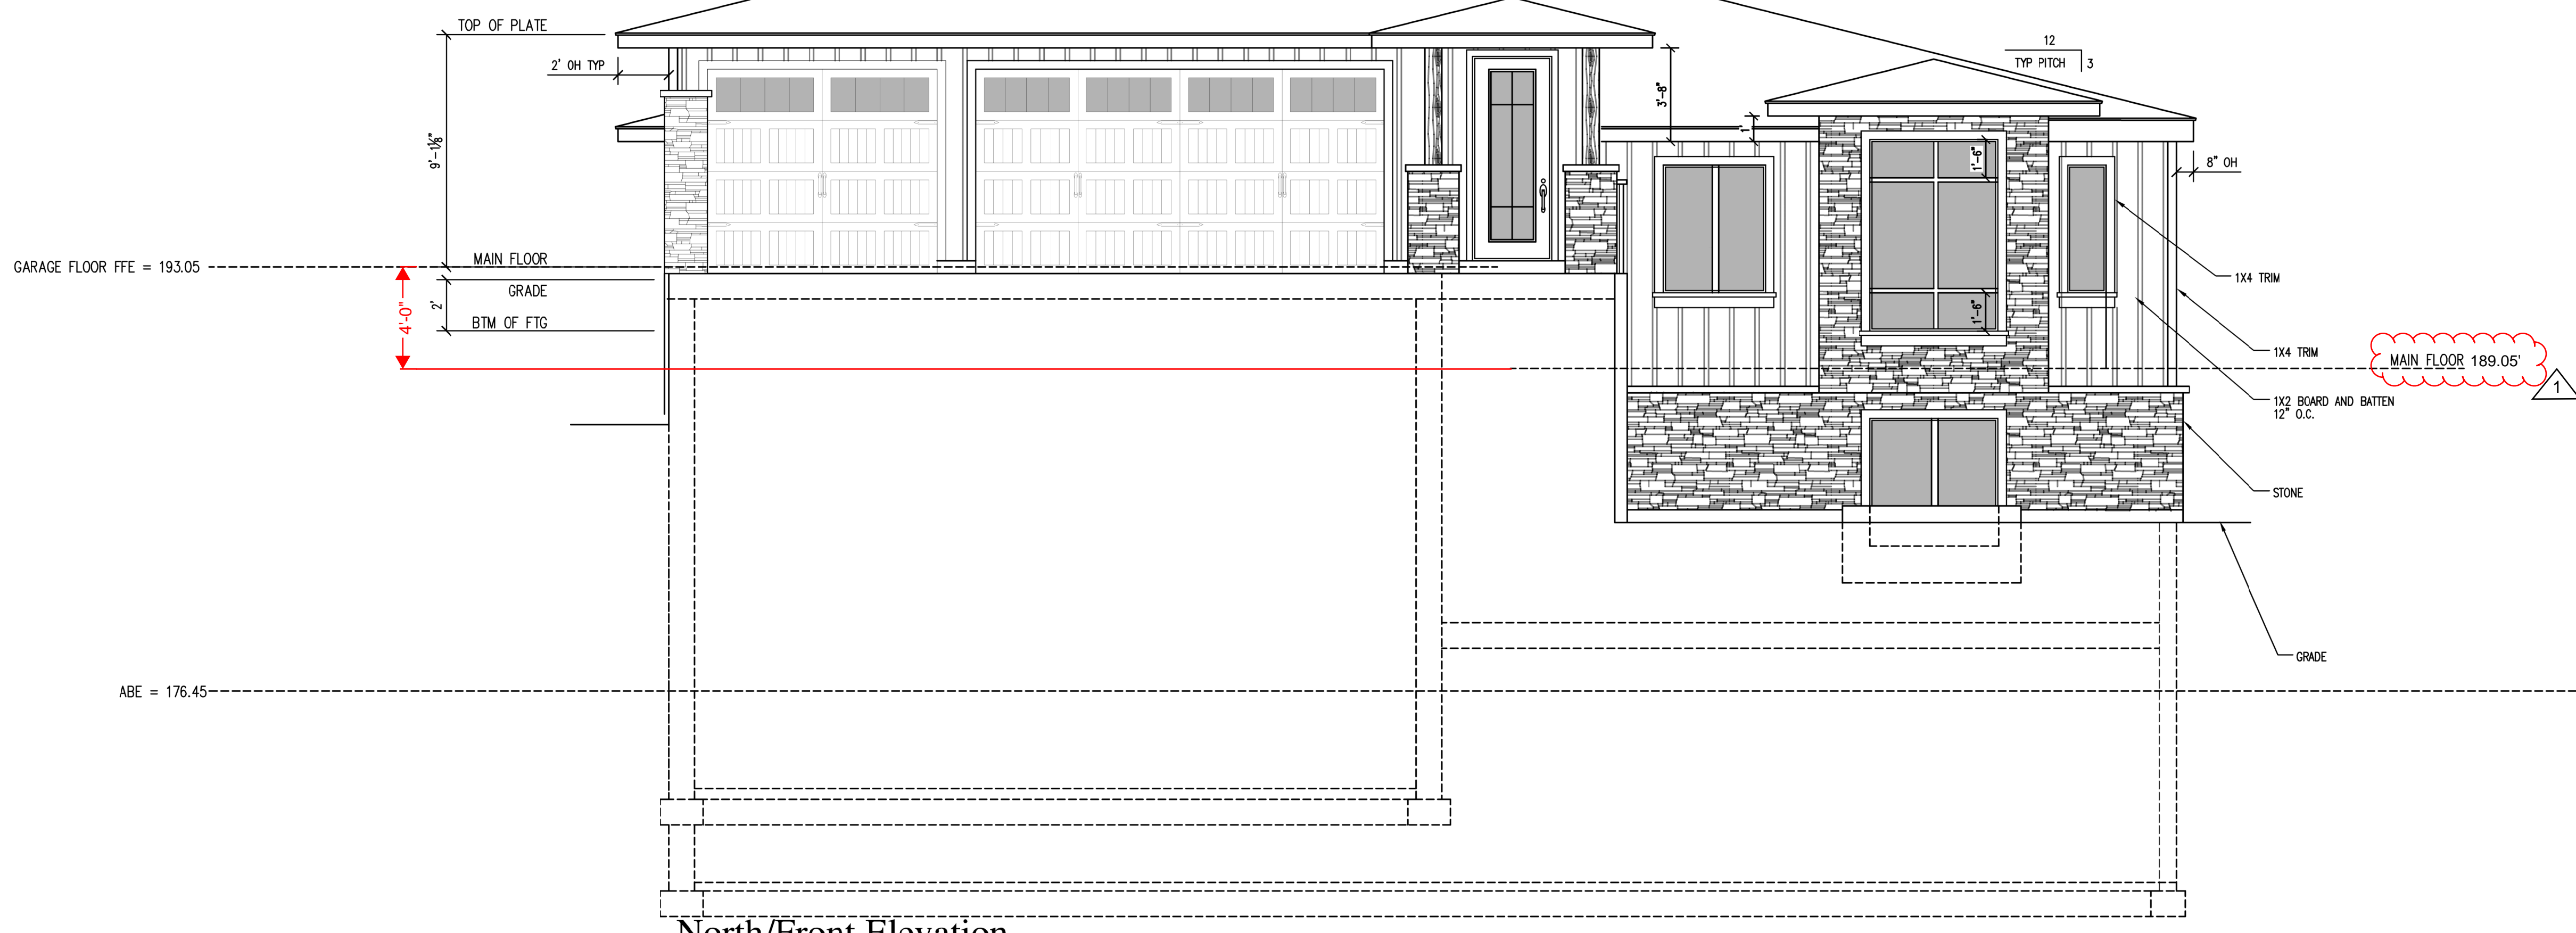 TOP OF PLATE
2' OH TYP
9'-1⅛"
12
TYP PITCH 3
3'-8"
1'
1'-6"
8" OH
GARAGE FLOOR FFE = 193.05
MAIN FLOOR
GRADE
2'
BTM OF FTG
4'-0"
1'-6"
1X4 TRIM
1X4 TRIM
MAIN FLOOR 189.05'
1
1X2 BOARD AND BATTEN
12" O.C.
STONE
GRADE
ABE = 176.45
North/Front Elevation